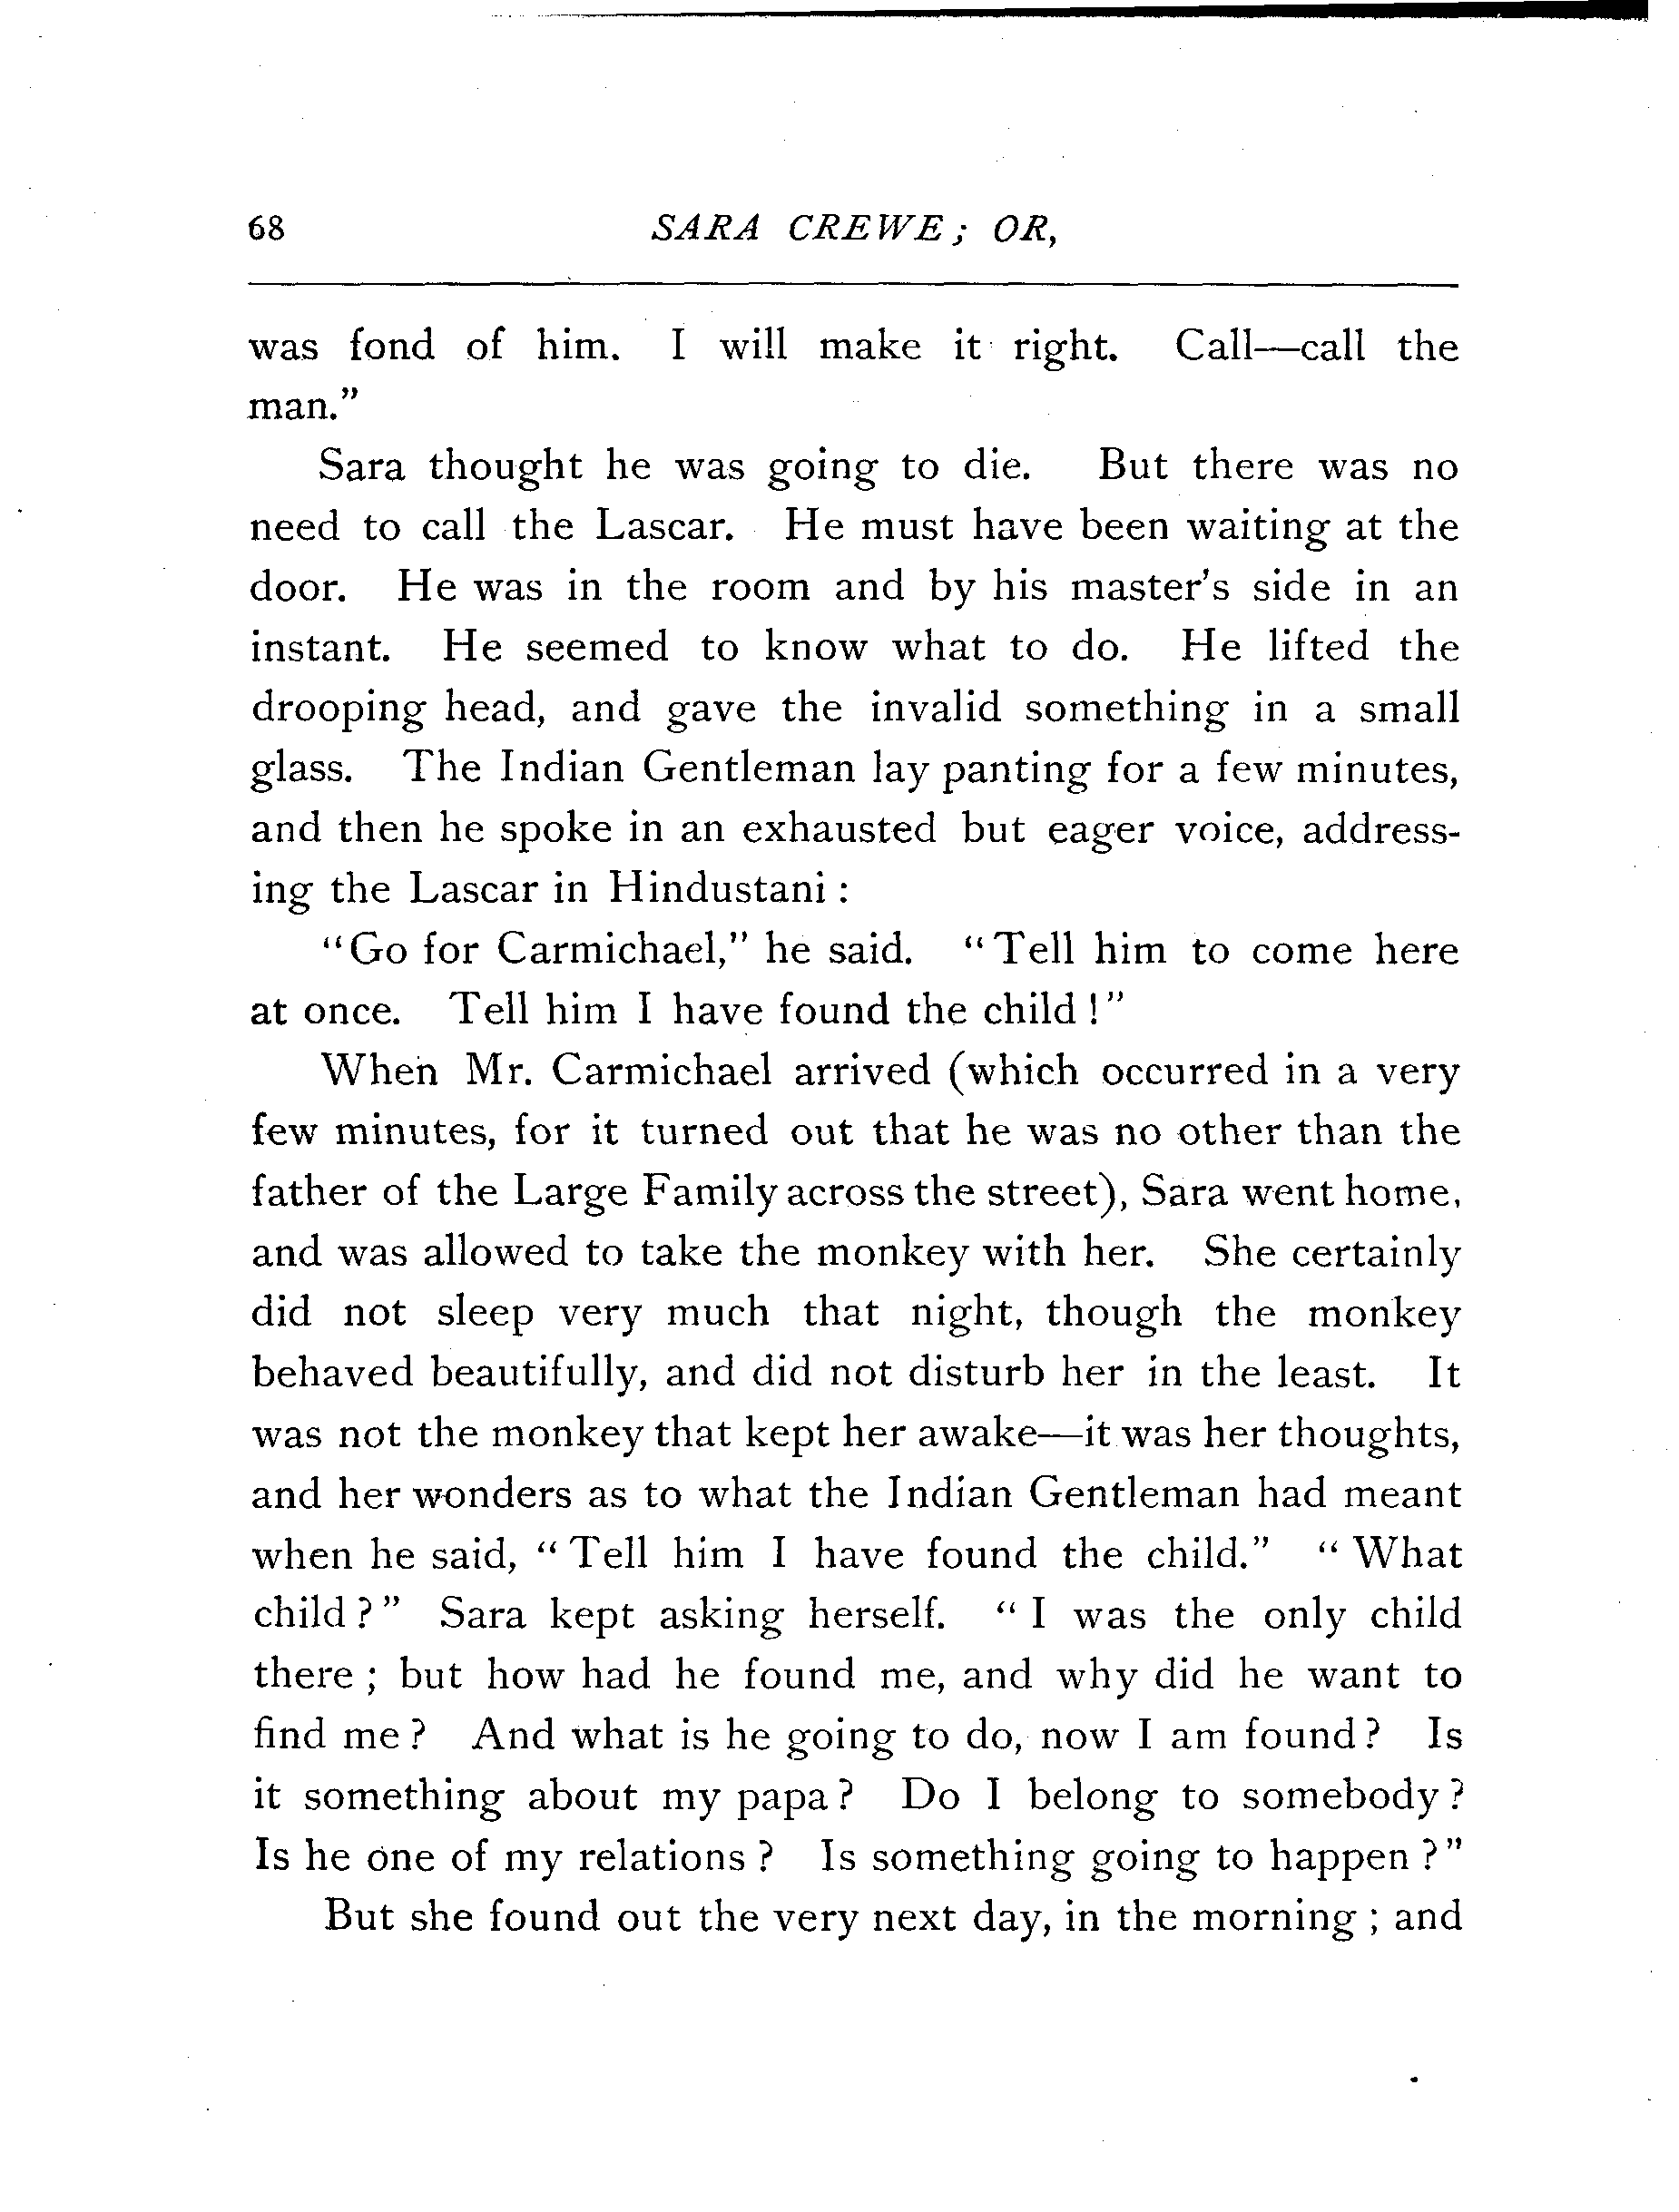 68 SARA CREWE; OR,
was fond of him. I will make it right. Call—call the
man."
Sara thought he was going to die. But there was no
need to call the Lascar. He must have been waiting at the
door. He was in the room and by his master's side in an
instant. He seemed to know what to do. He lifted the
drooping head, and gave the invalid something in a small
glass. The Indian Gentleman lay panting for a few minutes,
and then he spoke in an exhausted but eager voice, address-
ing the Lascar in Hindustani:
"Go for Carmichael," he said. "Tell him to come here
at once. Tell him I have found the child!"
When Mr. Carmichael arrived (which occurred in a very
few minutes, for it turned out that he was no other than the
father of the Large Family across the street), Sara went home,
and was allowed to take the monkey with her. She certainly
did not sleep very much that night, though the monkey
behaved beautifully, and did not disturb her in the least. It
was not the monkey that kept her awake—it was her thoughts,
and her wonders as to what the Indian Gentleman had meant
when he said, "Tell him I have found the child." "What
child?" Sara kept asking herself. "I was the only child
there; but how had he found me, and why did he want to
find me? And what is he going to do, now I am found? Is
it something about my papa? Do I belong to somebody?
Is he one of my relations? Is something going to happen?"
But she found out the very next day, in the morning; and